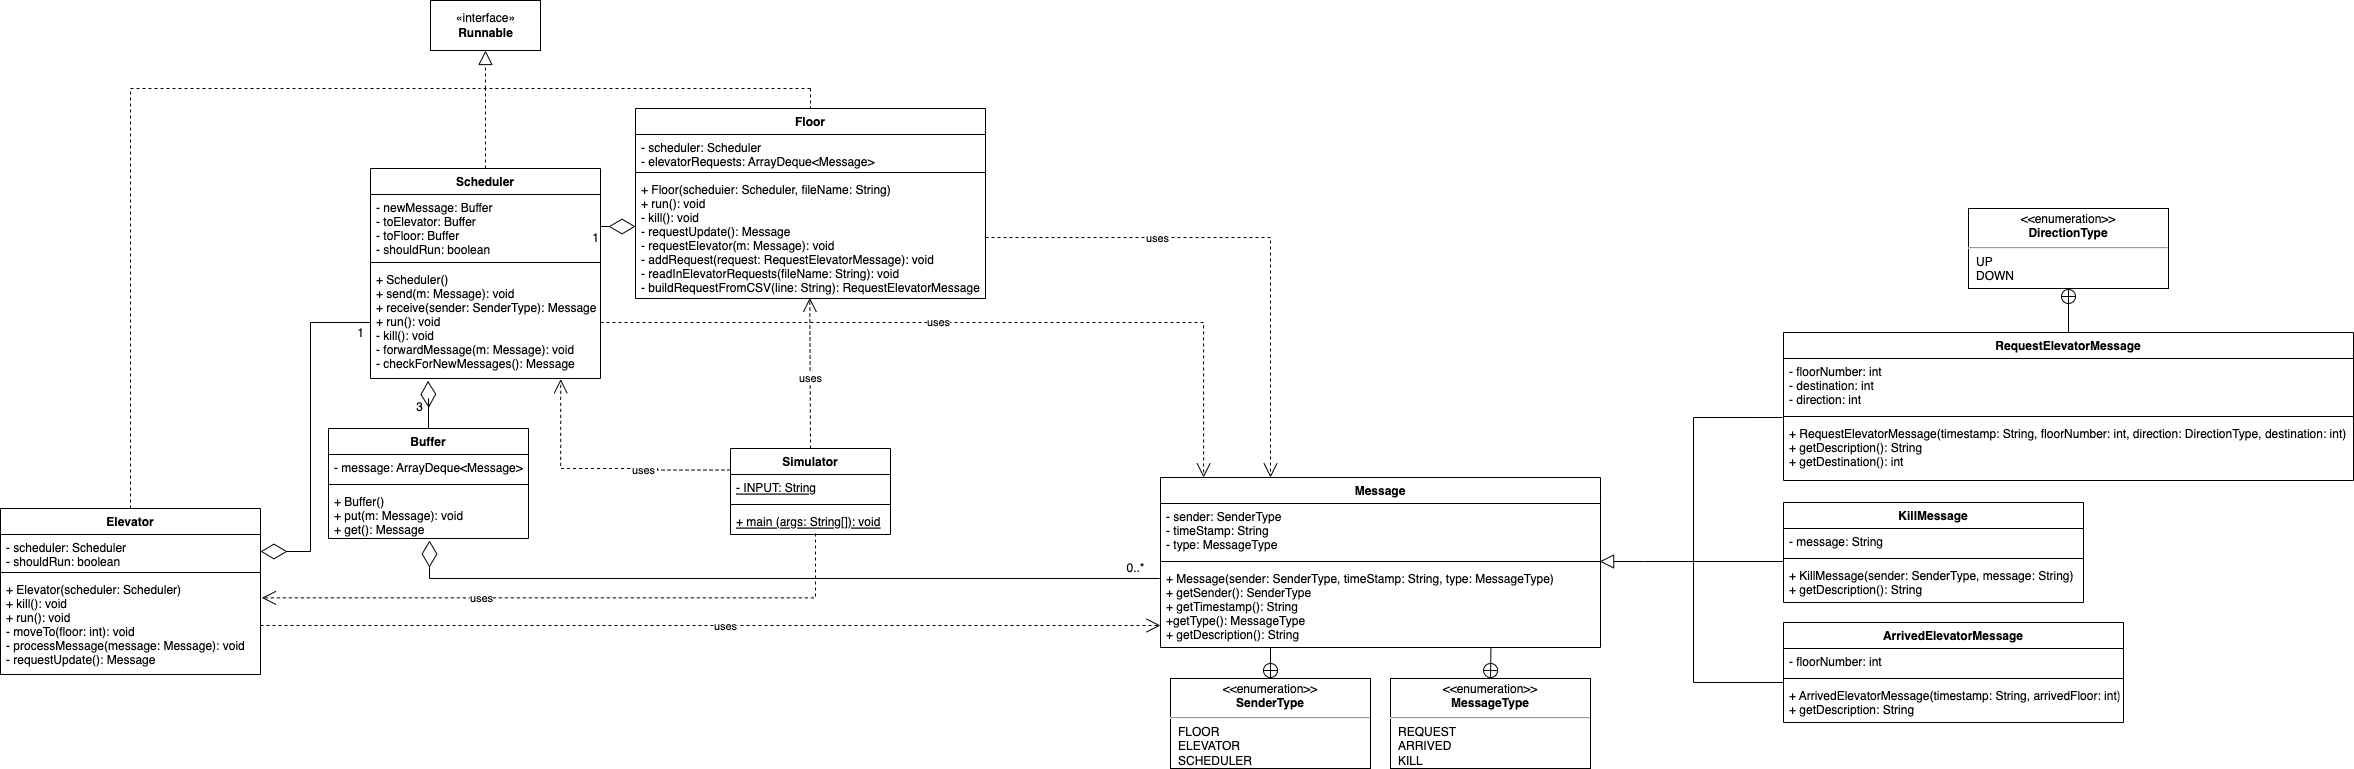 «interface»
Runnable
Floor
- scheduler: Scheduler
- elevatorRequests: ArrayDeque<Message>
+ Floor(scheduier: Scheduler, fileName: String)
+ run(): void
- kill(): void
- requestUpdate(): Message
- requestElevator(m: Message): void
- addRequest(request: RequestElevatorMessage): void
- readInElevatorRequests(fileName: String): void
- buildRequestFromCSV(line: String): RequestElevatorMessage
Scheduler
- newMessage: Buffer
- toElevator: Buffer
- toFloor: Buffer
- shouldRun: boolean
+ Scheduler()
+ send(m: Message): void
+ receive(sender: SenderType): Message
+ run(): void
- kill(): void
- forwardMessage(m: Message): void
- checkForNewMessages(): Message
1
1
3
uses
uses
uses
uses
Buffer
- message: ArrayDeque<Message>
+ Buffer()
+ put(m: Message): void
+ get(): Message
Simulator
- INPUT: String
+ main (args: String[]): void
Elevator
- scheduler: Scheduler
- shouldRun: boolean
+ Elevator(scheduler: Scheduler)
+ kill(): void
+ run(): void
- moveTo(floor: int): void
- processMessage(message: Message): void
- requestUpdate(): Message
uses
uses
0..*
Message
- sender: SenderType
- timeStamp: String
- type: MessageType
+ Message(sender: SenderType, timeStamp: String, type: MessageType)
+ getSender(): SenderType
+ getTimestamp(): String
+getType(): MessageType
+ getDescription(): String
<<enumeration>>
SenderType
FLOOR
ELEVATOR
SCHEDULER
<<enumeration>>
MessageType
REQUEST
ARRIVED
KILL
<<enumeration>>
DirectionType
UP
DOWN
RequestElevatorMessage
- floorNumber: int
- destination: int
- direction: int
+ RequestElevatorMessage(timestamp: String, floorNumber: int, direction: DirectionType, destination: int)
+ getDescription(): String
+ getDestination(): int
KillMessage
- message: String
+ KillMessage(sender: SenderType, message: String)
+ getDescription(): String
ArrivedElevatorMessage
- floorNumber: int
+ ArrivedElevatorMessage(timestamp: String, arrivedFloor: int)
+ getDescription: String